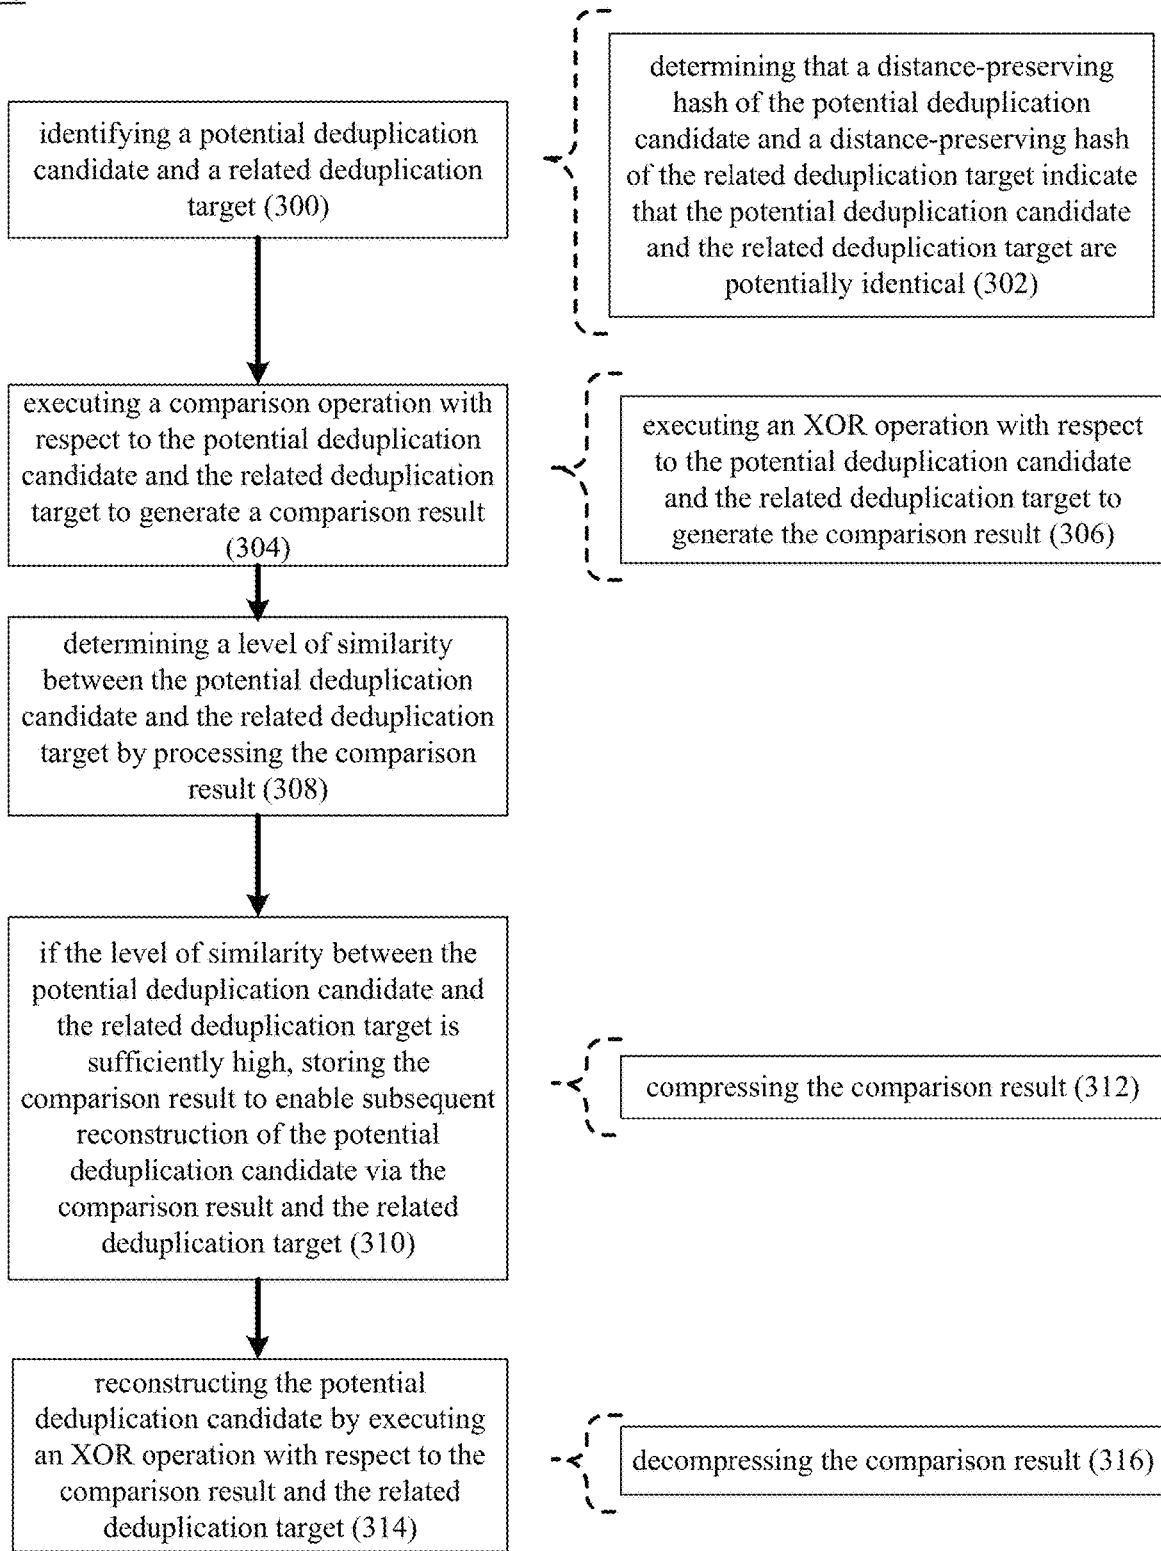 identifying a potential deduplication
candidate and a related deduplication
target (300)
determining that a distance-preserving
hash of the potential deduplication
candidate and a distance-preserving hash
of the related deduplication target indicate
that the potential deduplication candidate
and the related deduplication target are
potentially identical (302)
executing a comparison operation with
respect to the potential deduplication
candidate and the related deduplication
target to generate a comparison result
(304)
executing an XOR operation with respect
to the potential deduplication candidate
and the related deduplication target to
generate the comparison result (306)
determining a level of similarity
between the potential deduplication
candidate and the related deduplication
target by processing the comparison
result (308)
if the level of similarity between the
potential deduplication candidate and
the related deduplication target is
sufficiently high, storing the
comparison result to enable subsequent
reconstruction of the potential
deduplication candidate via the
comparison result and the related
deduplication target (310)
compressing the comparison result (312)
reconstructing the potential
deduplication candidate by executing
an XOR operation with respect to the
comparison result and the related
deduplication target (314)
decompressing the comparison result (316)